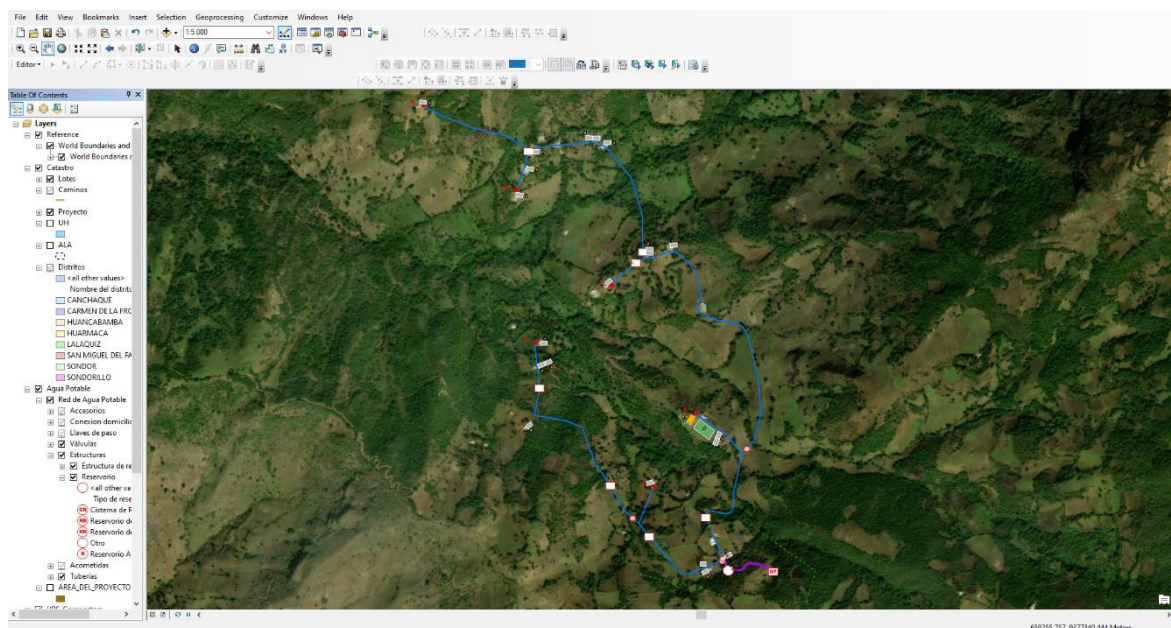 File Edit View Bookmarks Insert Selection Geoprocessing Customize Windows Help
1:5,000
Editor
Table Of Contents
Layers
Reference
World Boundaries and
World Boundaries a
Catastro
Lotes
Caminos
Proyecto
UH
ALA
Distritos
<all other values>
Nombre del distrito
CANCHAQUE
CARMEN DE LA FRO
HUANCABAMBA
HUARMACA
LALAQUIZ
SAN MIGUEL DEL FA
SONDOR
SONDORILLO
Agua Potable
Red de Agua Potable
Accesorios
Conexion domicilia
Llaves de paso
Válvulas
Estructuras
Estructura de re
Reservorio
<all other va
Tipo de rese
Cisterna de R
Reservorio de
Reservorio de
Otro
Reservorio A
Acometidas
Tuberías
AREA_DEL_PROYECTO